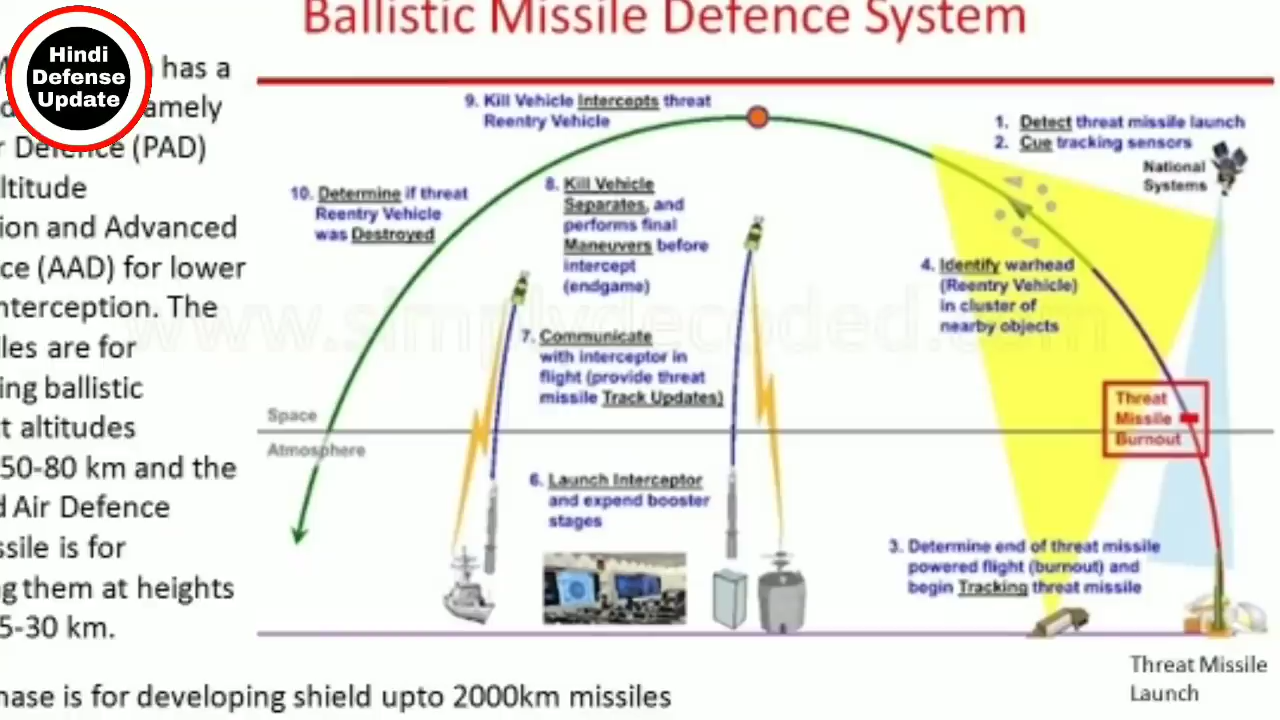 Ballistic Missile Defence System
Hindi
Defense
Update
has a
amely
r Defence (PAD)
ltitude
ion and Advanced
ce (AAD) for lower
nterception. The
les are for
ing ballistic
t altitudes
50-80 km and the
d Air Defence
ssile is for
ng them at heights
5-30 km.
hase is for developing shield upto 2000km missiles
9. Kill Vehicle Intercepts threat
Reentry Vehicle
1. Detect threat missile launch
2. Cue tracking sensors
National
Systems
10. Determine if threat
Reentry Vehicle
was Destroyed
8. Kill Vehicle
Separates, and
performs final
Maneuvers before
intercept
(endgame)
4. Identify warhead
(Reentry Vehicle)
in cluster of
nearby objects
7. Communicate
with interceptor in
flight (provide threat
missile Track Updates)
Threat
Missile
Burnout
Space
Atmosphere
6. Launch Interceptor
and expend booster
stages
3. Determine end of threat missile
powered flight (burnout) and
begin Tracking threat missile
Threat Missile
Launch
www.simplydecoded.com